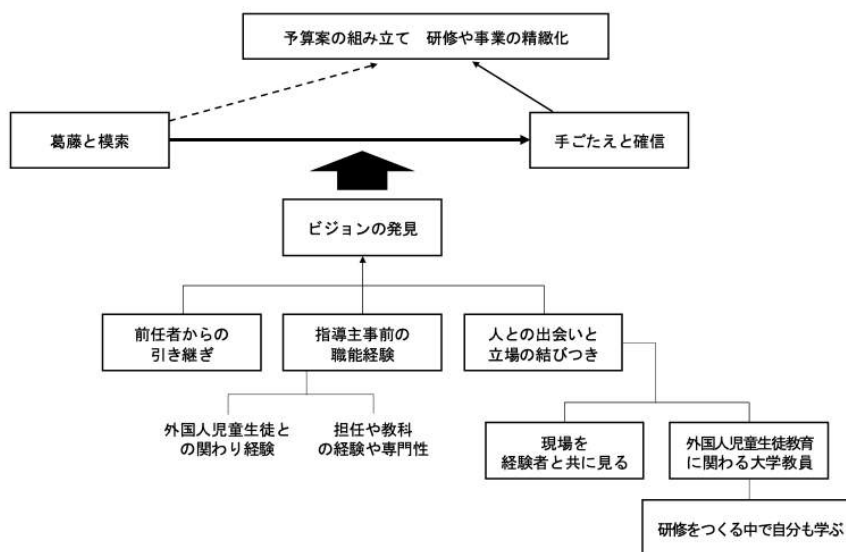 予算案の組み立て　研修や事業の精緻化
葛藤と模索
手ごたえと確信
ビジョンの発見
前任者からの
引き継ぎ
指導主事前の
職能経験
人との出会いと
立場の結びつき
外国人児童生徒と
の関わり経験
担任や教科
の経験や専門性
現場を
経験者と共に見る
外国人児童生徒教育
に関わる大学教員
研修をつくる中で自分も学ぶ